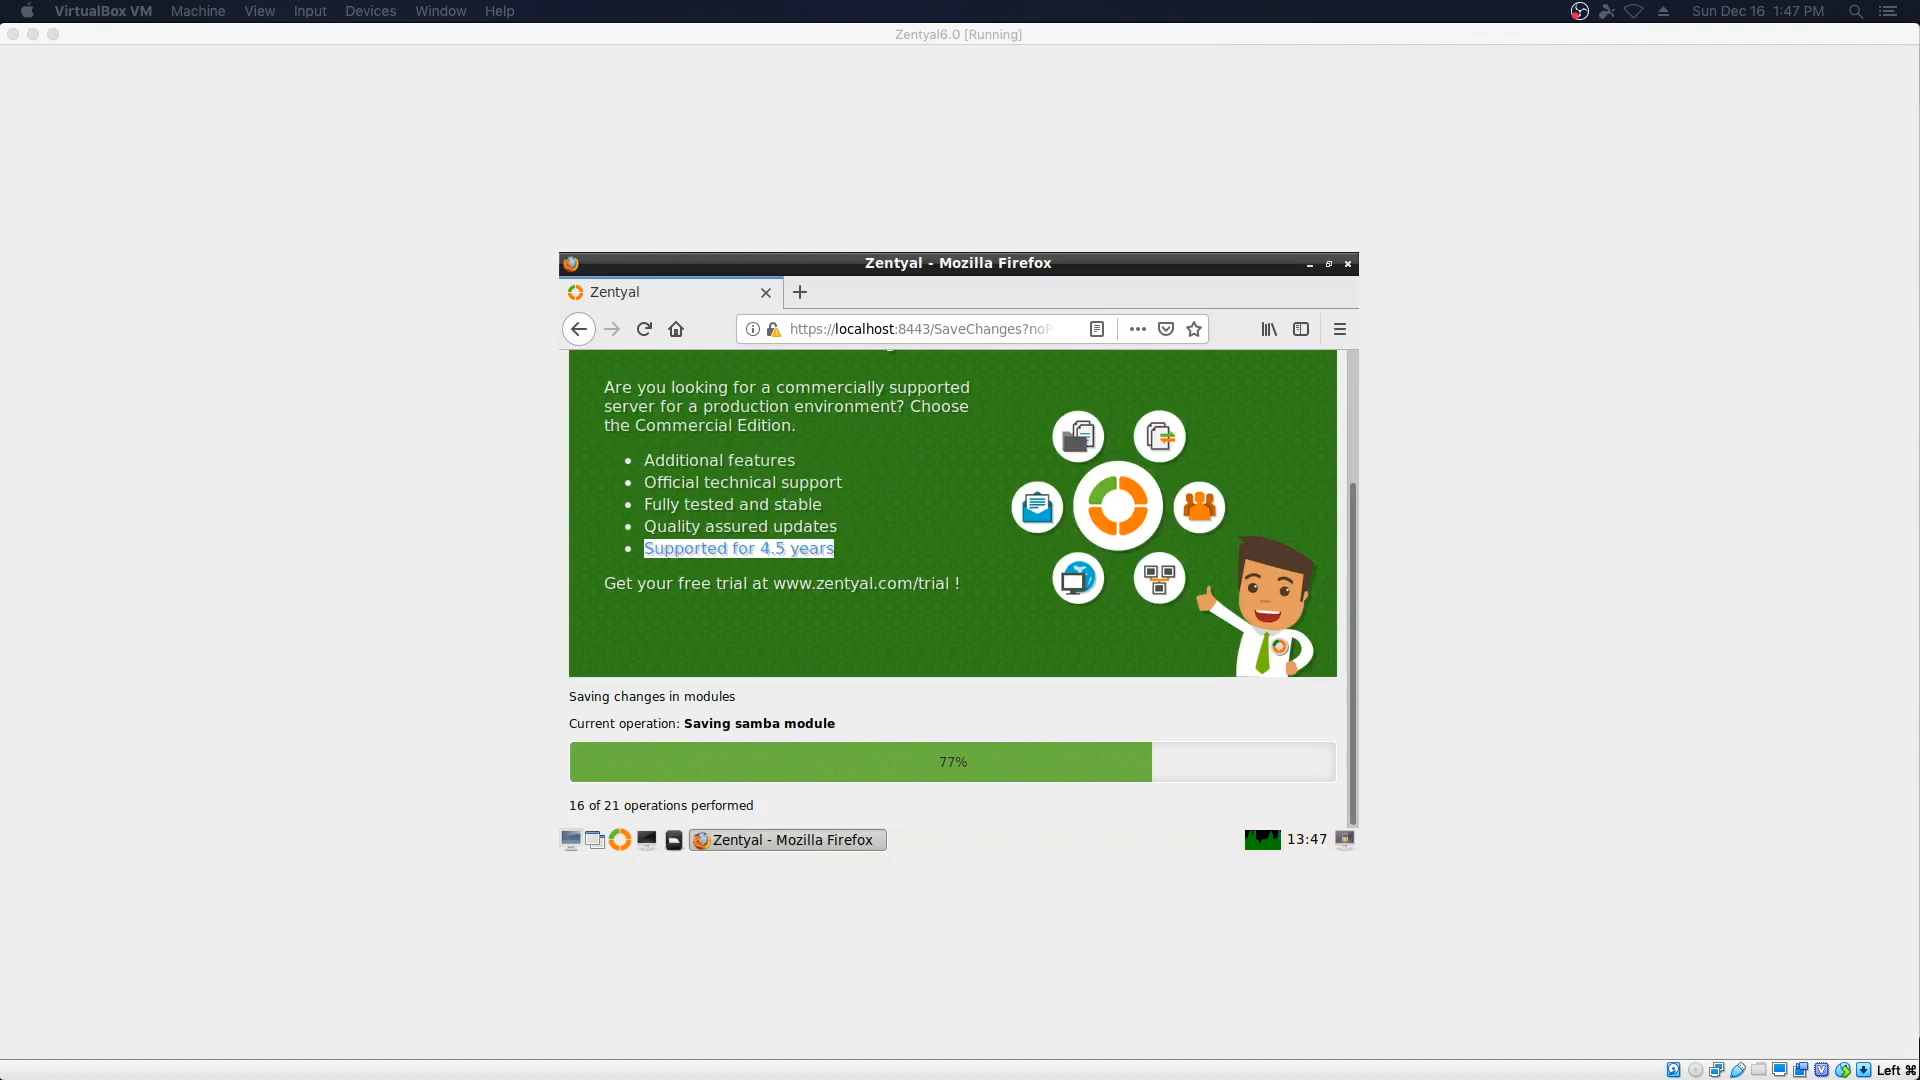 VirtualBox VM Machine View Input Devices Window Help Sun Dec 16 1:47 PM
Zentyal6.0 [Running]
Zentyal - Mozilla Firefox
Zentyal
https://localhost:8443/SaveChanges?noP
Are you looking for a commercially supported
server for a production environment? Choose
the Commercial Edition.
• Additional features
• Official technical support
• Fully tested and stable
• Quality assured updates
• Supported for 4.5 years
Get your free trial at www.zentyal.com/trial !
Saving changes in modules
Current operation: Saving samba module
77%
16 of 21 operations performed
Zentyal - Mozilla Firefox 13:47
Left ⌘